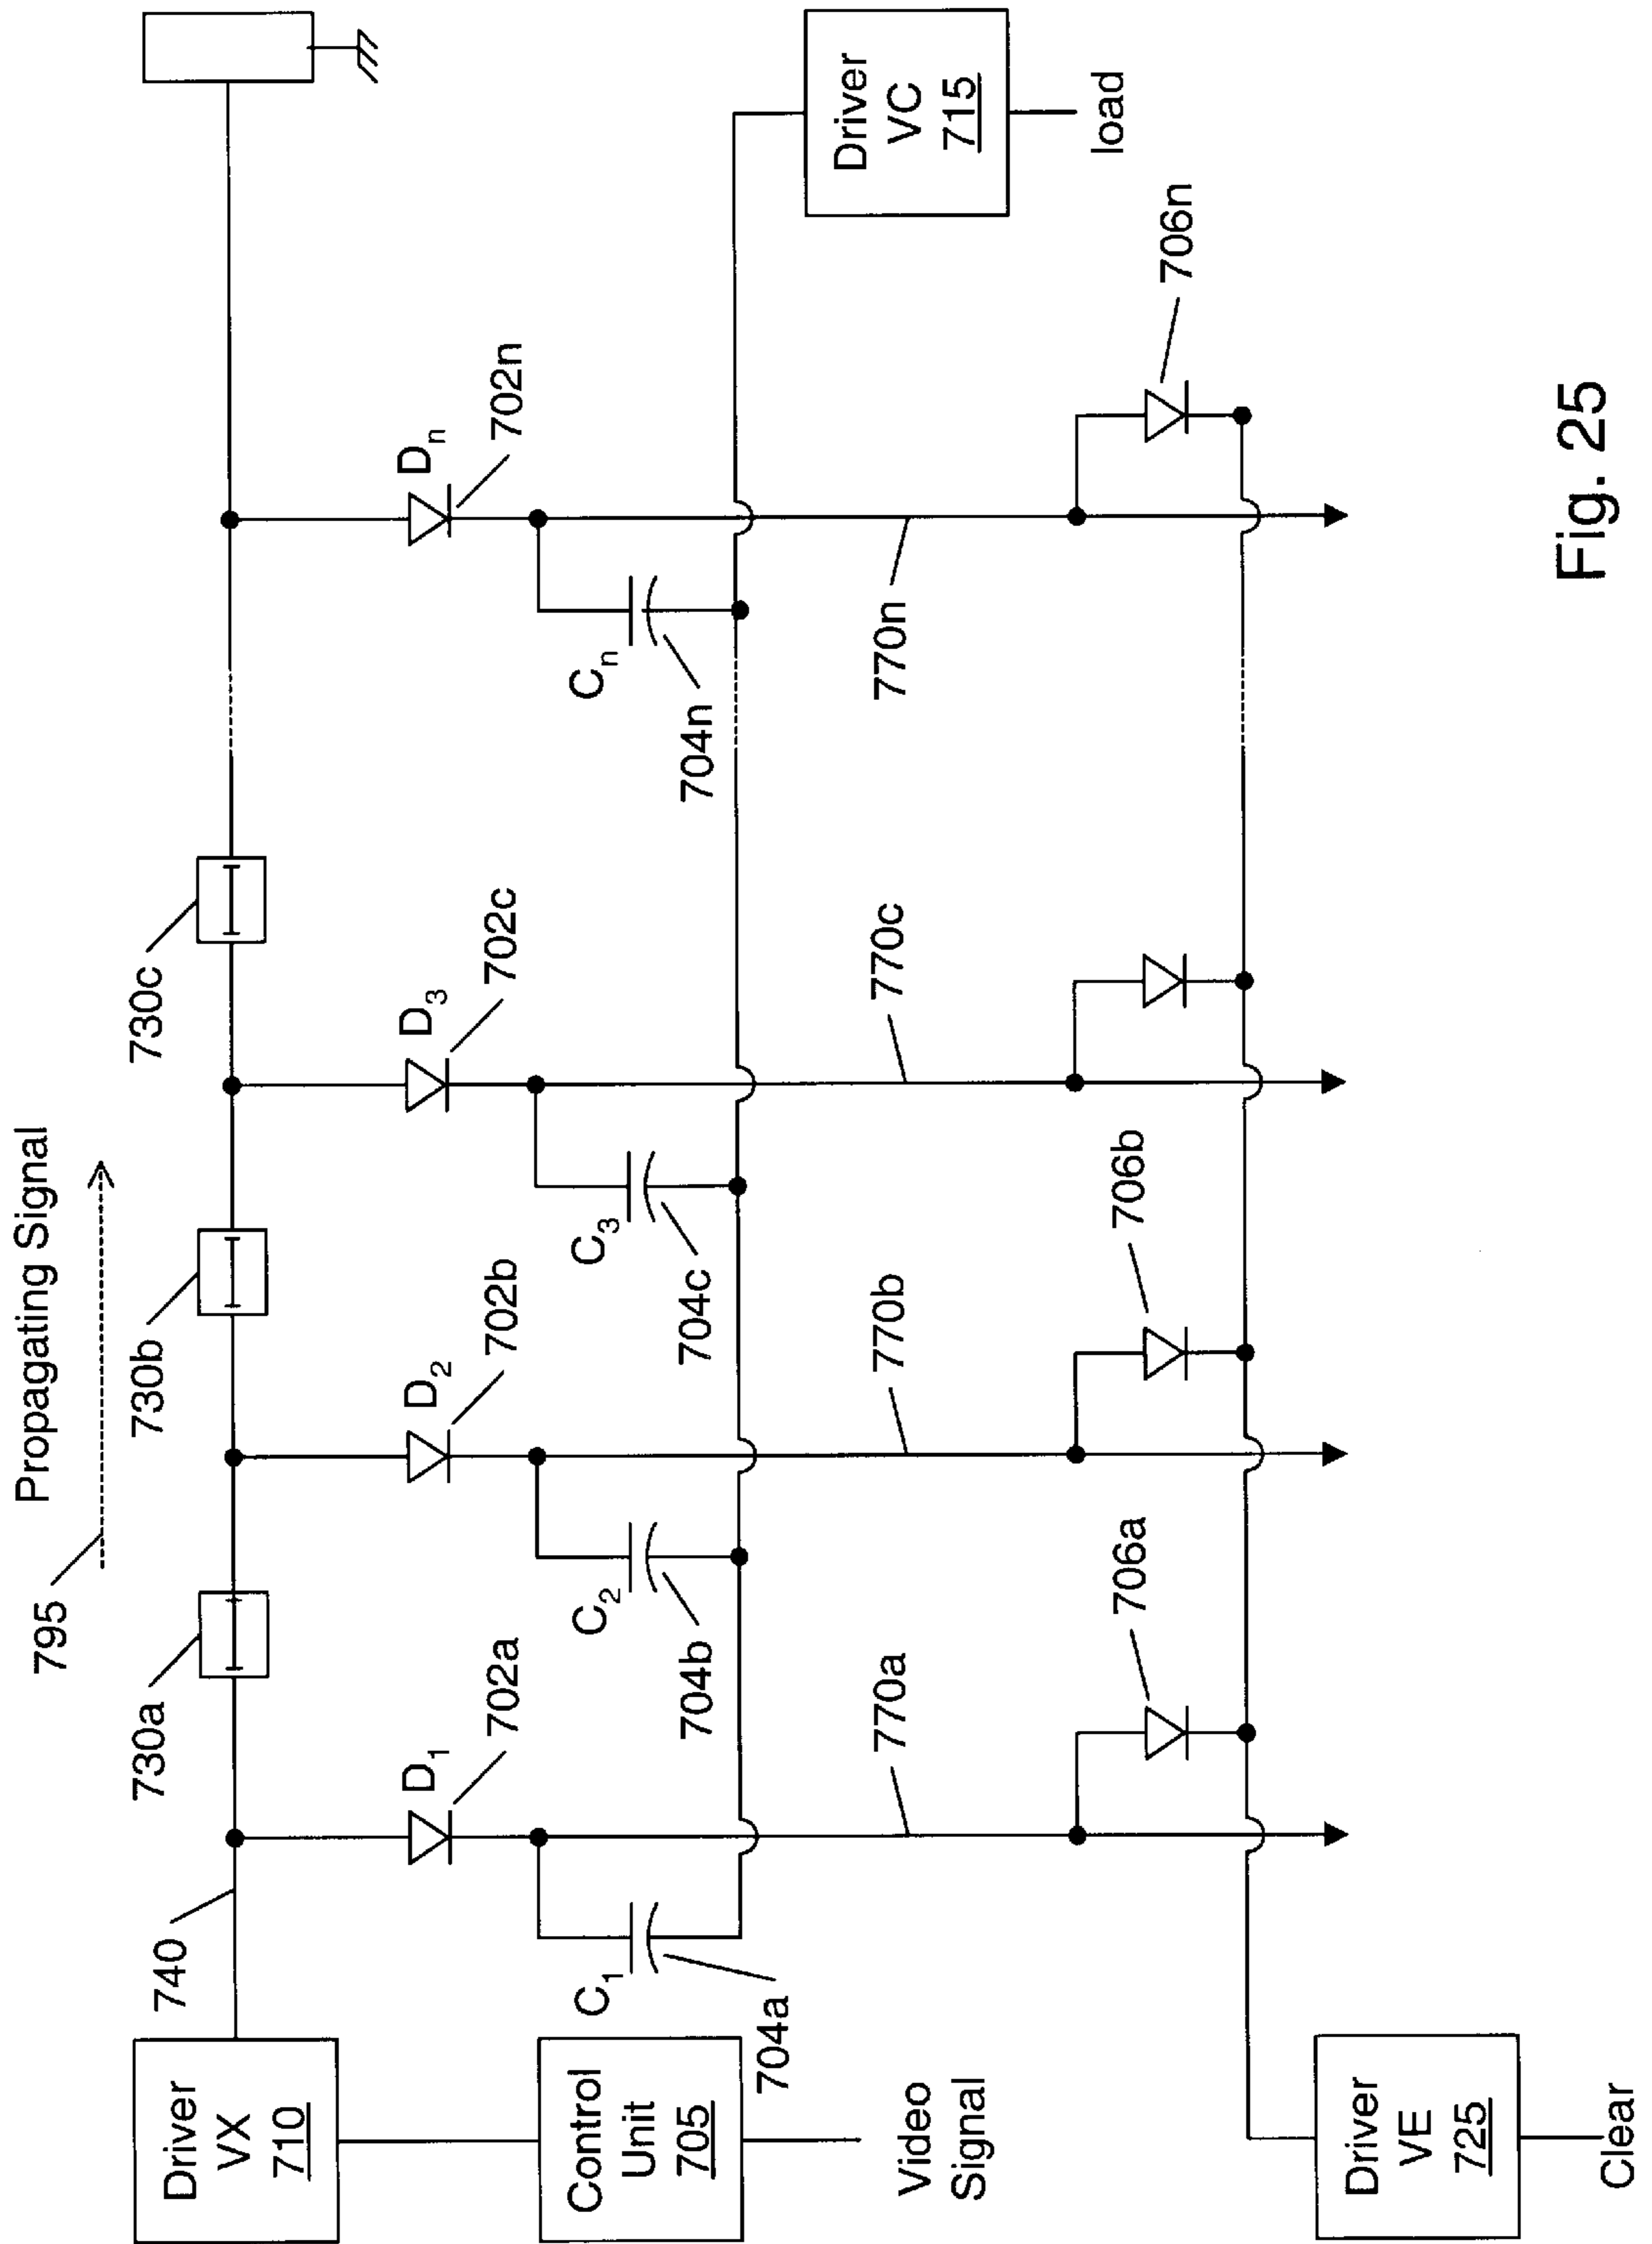 Propagating Signal
795
730a
730b
730c
740
Driver
VX
710
D1
702a
D2
702b
D3
702c
Dn
702n
Control
Unit
705
C1
704a
C2
704b
C3
704c
Cn
704n
Driver
VC
715
load
Video
Signal
770a
770b
770c
770n
706a
706b
706n
Driver
VE
725
Clear
Fig. 25